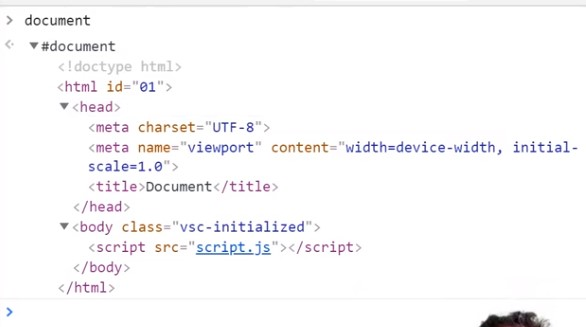 > document
<· ▼#document
<!doctype html>
<html id="01">
▼<head>
<meta charset="UTF-8">
<meta name="viewport" content="width=device-width, initial-
scale=1.0">
<title>Document</title>
</head>
▼<body class="vsc-initialized">
<script src="script.js"></script>
</body>
</html>
>